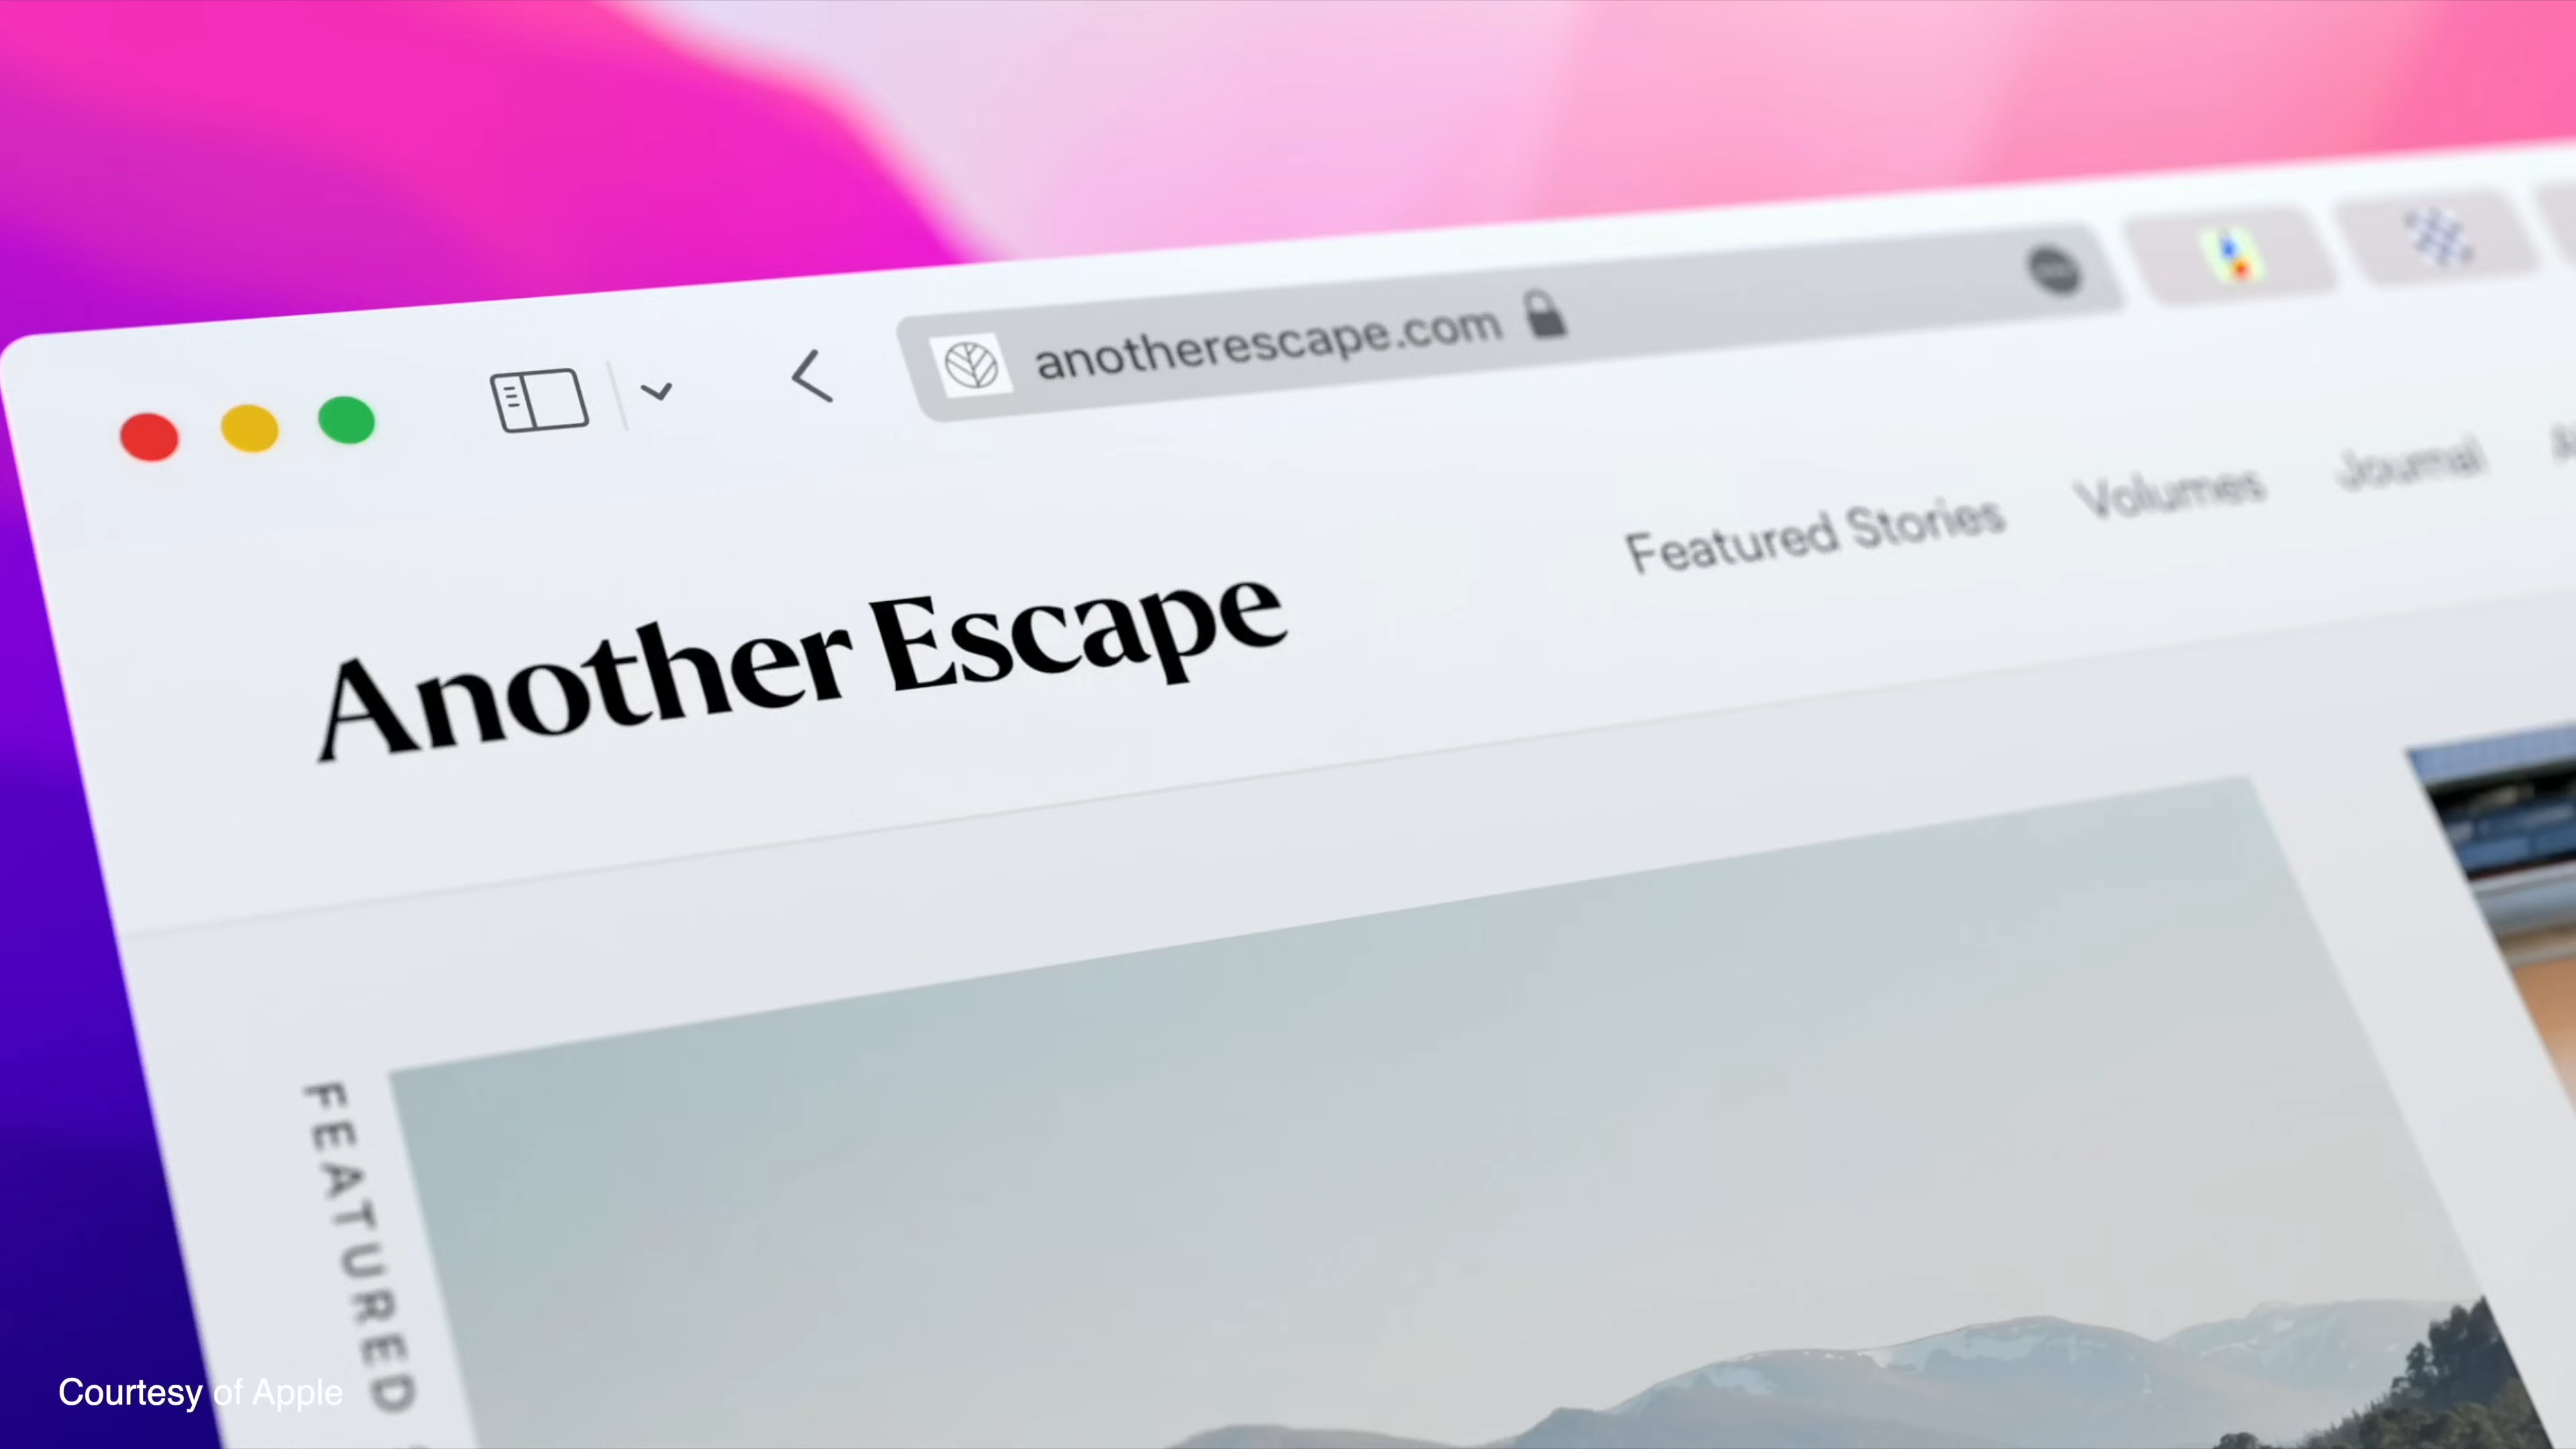 anotherescape.com
Another Escape
Featured Stories
Volumes
Journal
FEATURED
Courtesy of Apple